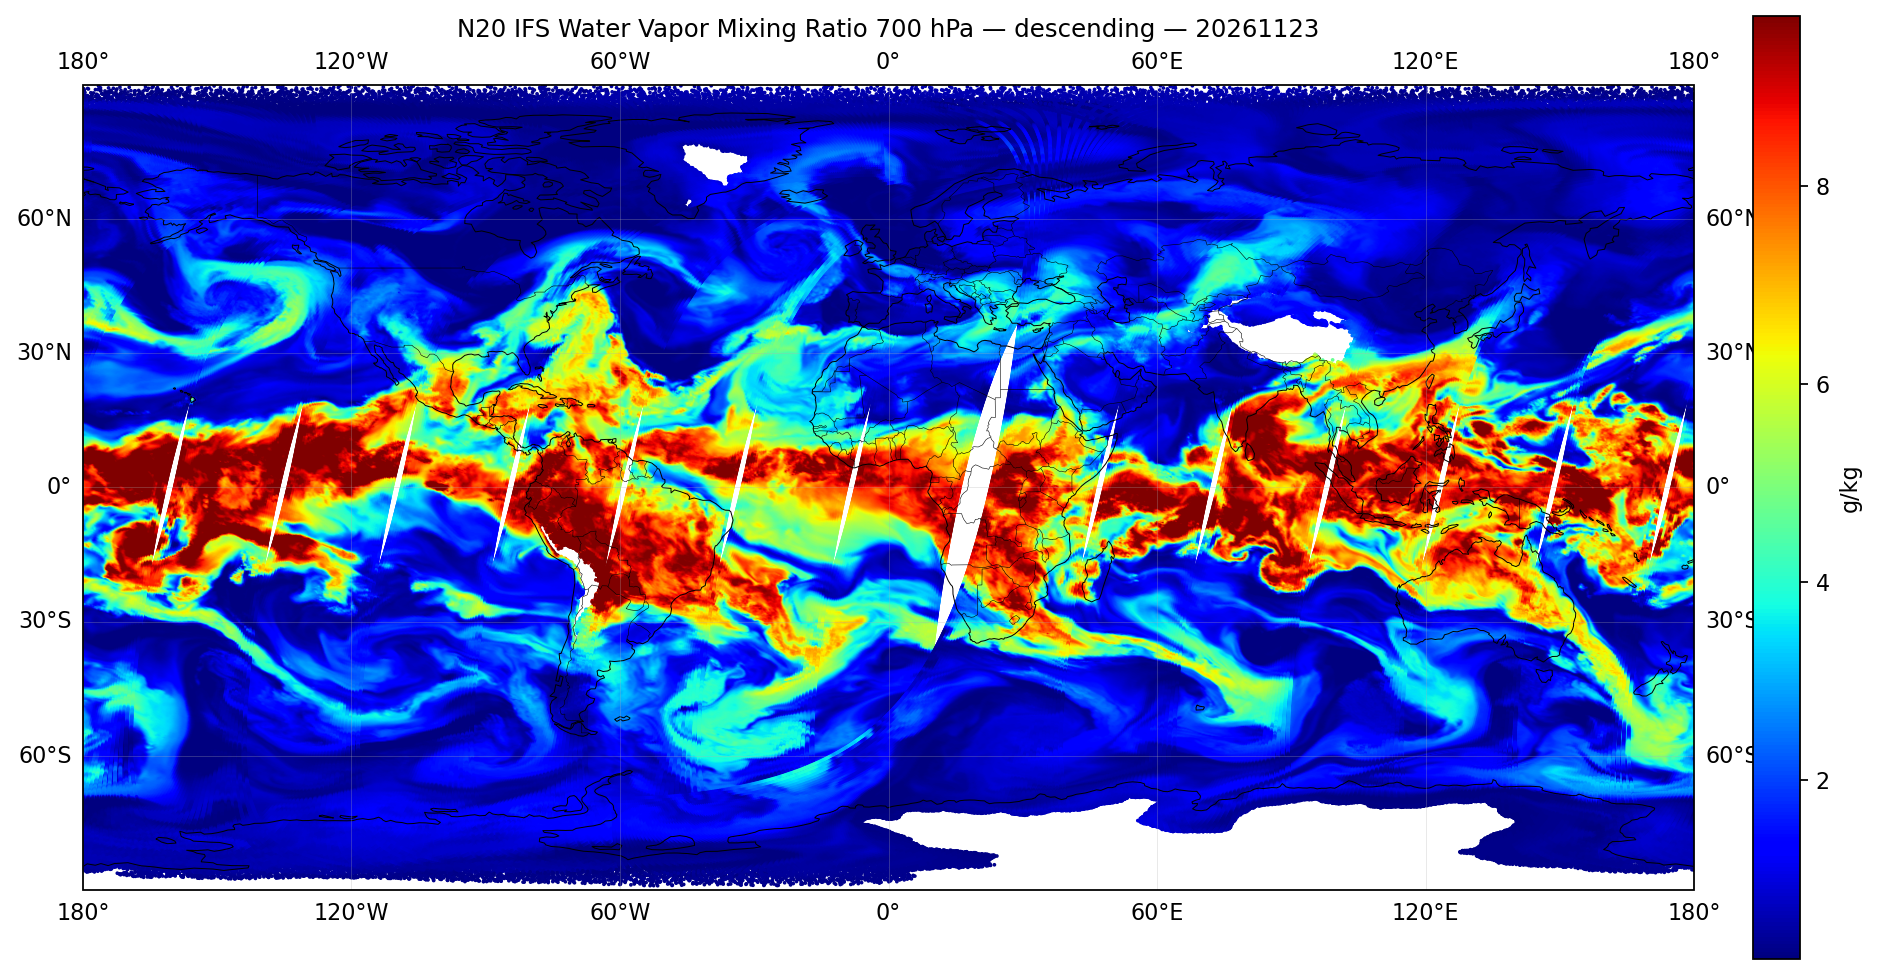 N20 IFS Water Vapor Mixing Ratio 700 hPa — descending — 20261123
180° 120°W 60°W 0° 60°E 120°E 180°
60°N 60°N
30°N 30°N
0° 0°
30°S 30°S
60°S 60°S
180° 120°W 60°W 0° 60°E 120°E 180°
8
6
4
2
g/kg